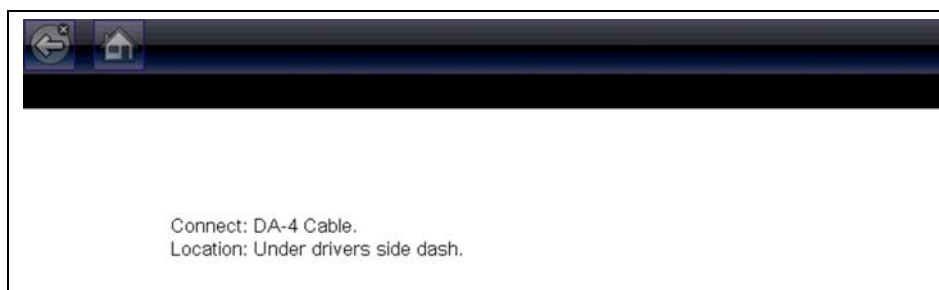 Connect: DA-4 Cable.
Location: Under drivers side dash.